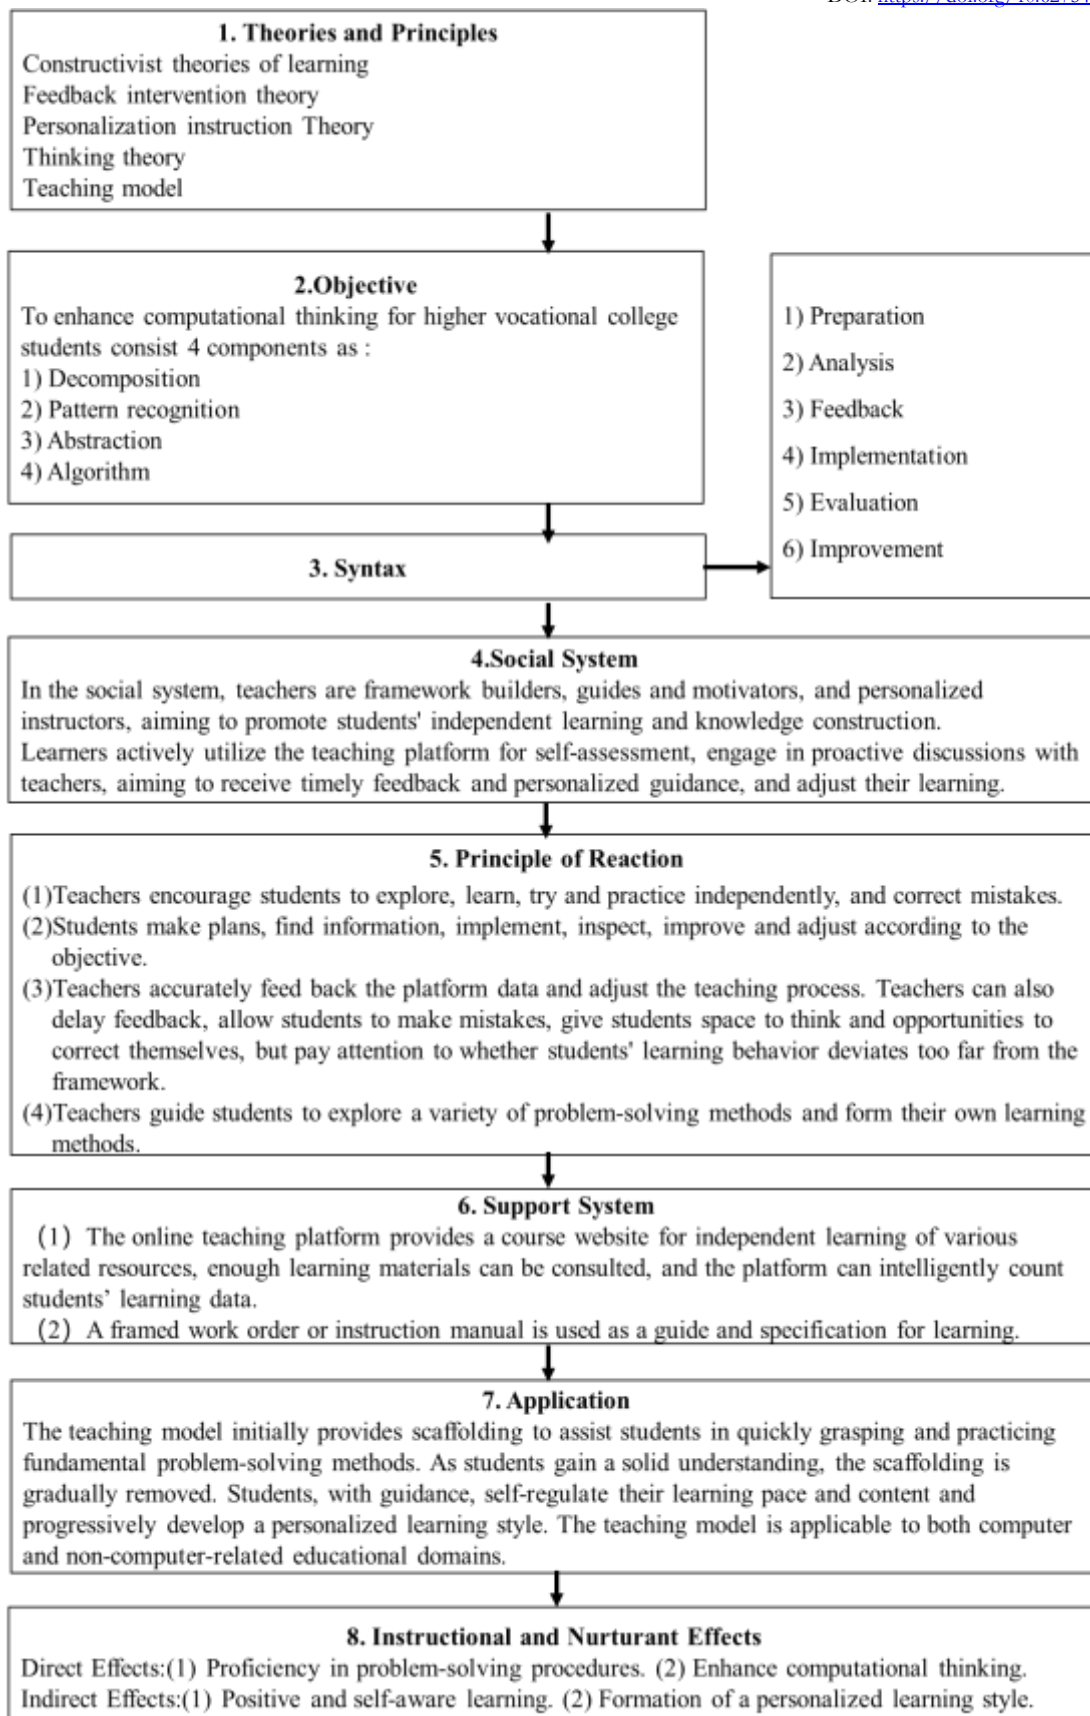 1. Theories and Principles
Constructivist theories of learning
Feedback intervention theory
Personalization instruction Theory
Thinking theory
Teaching model
2.Objective
To enhance computational thinking for higher vocational college
students consist 4 components as :
1) Decomposition
2) Pattern recognition
3) Abstraction
4) Algorithm
3. Syntax
1) Preparation
2) Analysis
3) Feedback
4) Implementation
5) Evaluation
6) Improvement
4.Social System
In the social system, teachers are framework builders, guides and motivators, and personalized
instructors, aiming to promote students' independent learning and knowledge construction.
Learners actively utilize the teaching platform for self-assessment, engage in proactive discussions with
teachers, aiming to receive timely feedback and personalized guidance, and adjust their learning.
5. Principle of Reaction
(1)Teachers encourage students to explore, learn, try and practice independently, and correct mistakes.
(2)Students make plans, find information, implement, inspect, improve and adjust according to the
objective.
(3)Teachers accurately feed back the platform data and adjust the teaching process. Teachers can also
delay feedback, allow students to make mistakes, give students space to think and opportunities to
correct themselves, but pay attention to whether students' learning behavior deviates too far from the
framework.
(4)Teachers guide students to explore a variety of problem-solving methods and form their own learning
methods.
6. Support System
(1) The online teaching platform provides a course website for independent learning of various
related resources, enough learning materials can be consulted, and the platform can intelligently count
students’ learning data.
(2) A framed work order or instruction manual is used as a guide and specification for learning.
7. Application
The teaching model initially provides scaffolding to assist students in quickly grasping and practicing
fundamental problem-solving methods. As students gain a solid understanding, the scaffolding is
gradually removed. Students, with guidance, self-regulate their learning pace and content and
progressively develop a personalized learning style. The teaching model is applicable to both computer
and non-computer-related educational domains.
8. Instructional and Nurturant Effects
Direct Effects:(1) Proficiency in problem-solving procedures. (2) Enhance computational thinking.
Indirect Effects:(1) Positive and self-aware learning. (2) Formation of a personalized learning style.